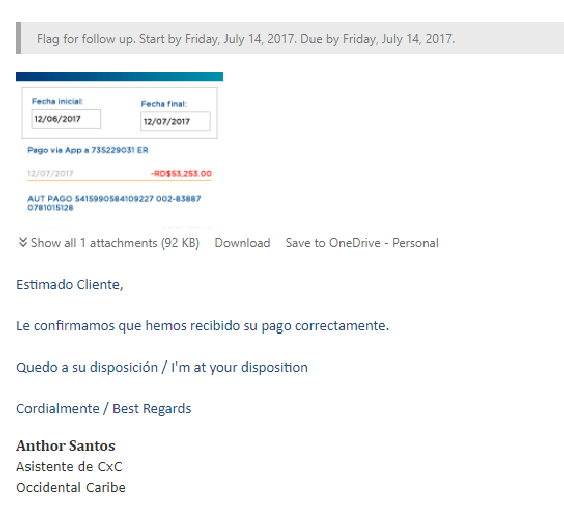 Flag for follow up. Start by Friday, July 14, 2017. Due by Friday, July 14, 2017.
Fecha inicial:
Fecha final:
12/06/2017
12/07/2017
Pago via App a 735229031 ER
12/07/2017
-RD$53,253.00
AUT PAGO 5415990584109227 002-83887
0781015128
Show all 1 attachments (92 KB)   Download   Save to OneDrive - Personal
Estimado Cliente,
Le confirmamos que hemos recibido su pago correctamente.
Quedo a su disposición / I'm at your disposition
Cordialmente / Best Regards
Anthor Santos
Asistente de CxC
Occidental Caribe